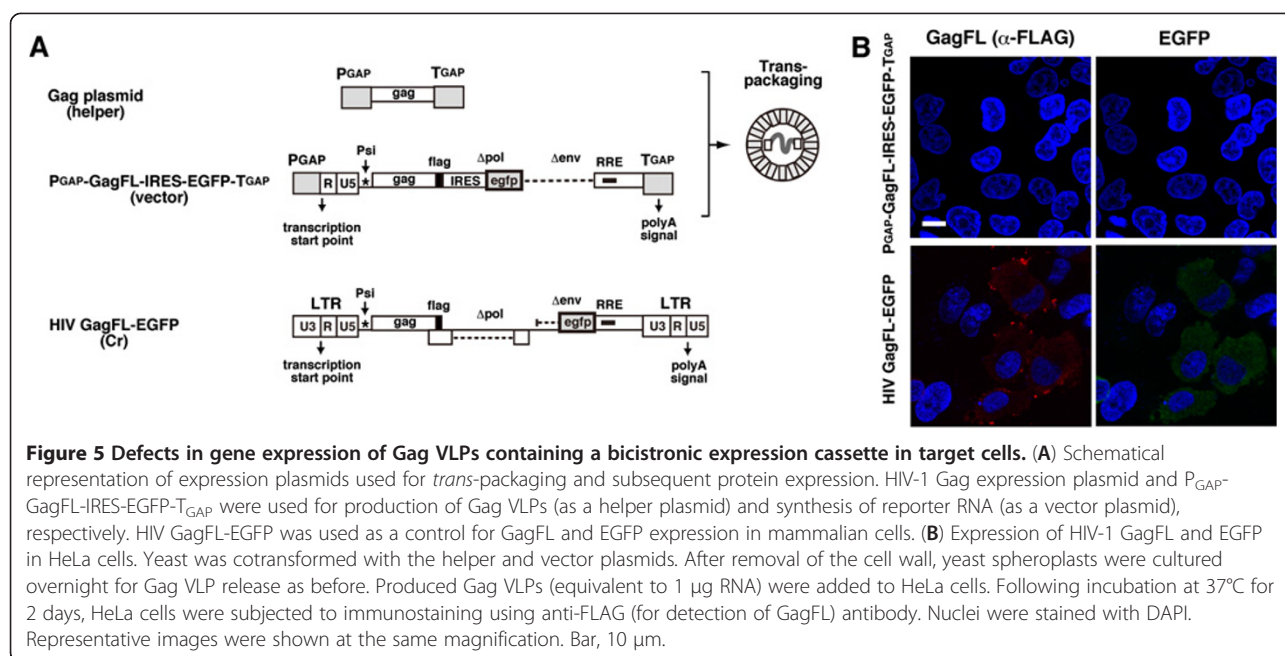 A
PGAP TGAP
Gag plasmid
(helper)
gag
Trans-
packaging
Psi
PGAP flag Δpol Δenv RRE TGAP
PGAP-GagFL-IRES-EGFP-TGAP
(vector)
R U5 * gag IRES egfp
transcription
start point
polyA
signal
Psi
LTR flag Δpol Δenv RRE LTR
HIV GagFL-EGFP
(Cr)
U3 R U5 * gag egfp U3 R U5
transcription
start point
polyA
signal
B
GagFL (α-FLAG) EGFP
PGAP-GagFL-IRES-EGFP-TGAP
HIV GagFL-EGFP
Figure 5 Defects in gene expression of Gag VLPs containing a bicistronic expression cassette in target cells. (A) Schematical
representation of expression plasmids used for trans-packaging and subsequent protein expression. HIV-1 Gag expression plasmid and PGAP-
GagFL-IRES-EGFP-TGAP were used for production of Gag VLPs (as a helper plasmid) and synthesis of reporter RNA (as a vector plasmid),
respectively. HIV GagFL-EGFP was used as a control for GagFL and EGFP expression in mammalian cells. (B) Expression of HIV-1 GagFL and EGFP
in HeLa cells. Yeast was cotransformed with the helper and vector plasmids. After removal of the cell wall, yeast spheroplasts were cultured
overnight for Gag VLP release as before. Produced Gag VLPs (equivalent to 1 μg RNA) were added to HeLa cells. Following incubation at 37°C for
2 days, HeLa cells were subjected to immunostaining using anti-FLAG (for detection of GagFL) antibody. Nuclei were stained with DAPI.
Representative images were shown at the same magnification. Bar, 10 μm.